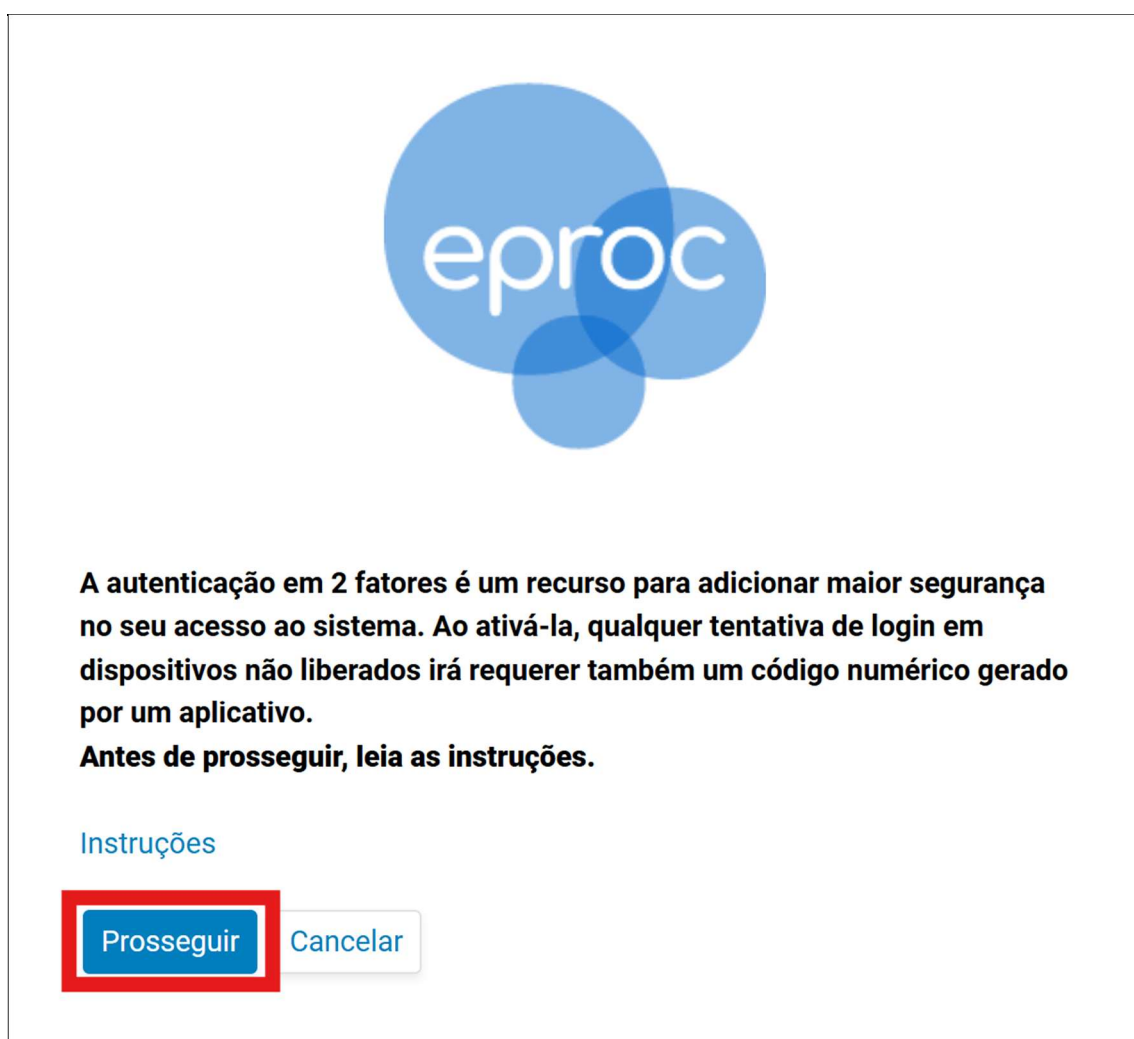 eproc
A autenticação em 2 fatores é um recurso para adicionar maior segurança
no seu acesso ao sistema. Ao ativá-la, qualquer tentativa de login em
dispositivos não liberados irá requerer também um código numérico gerado
por um aplicativo.
Antes de prosseguir, leia as instruções.
Instruções
Prosseguir Cancelar